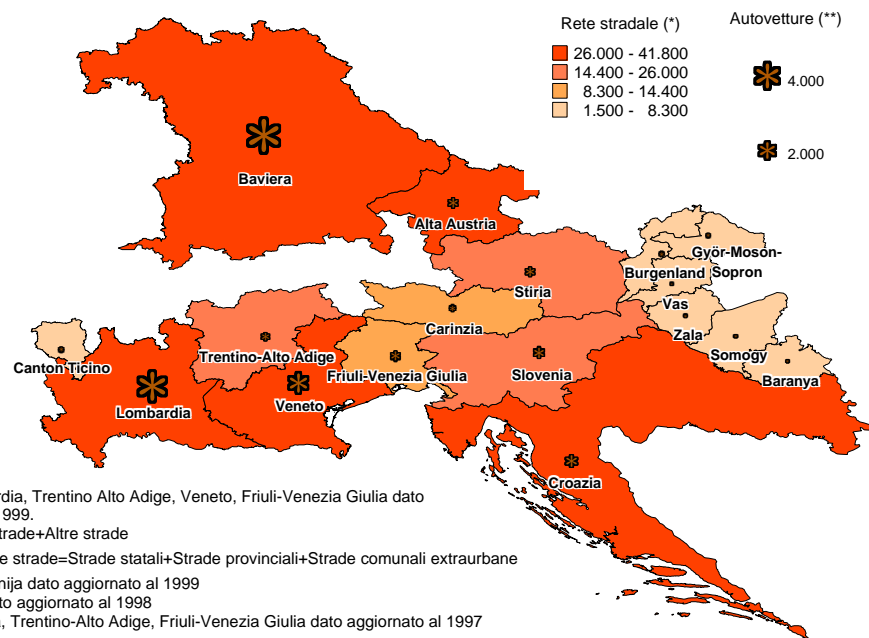 Rete stradale (*)
26.000 - 41.800
14.400 - 26.000
8.300 - 14.400
1.500 - 8.300
Autovetture (**)
4.000
2.000
Baviera
Alta Austria
Györ-Moson-
Sopron
Burgenland
Stiria
Vas
Carinzia
Zala
Trentino-Alto Adige
Somogy
Canton Ticino
Friuli-Venezia Giulia
Slovenia
Baranya
Lombardia
Veneto
Croazia
rdia, Trentino Alto Adige, Veneto, Friuli-Venezia Giulia dato
1999.
trade+Altre strade
e strade=Strade statali+Strade provinciali+Strade comunali extraurbane
mija dato aggiornato al 1999
to aggiornato al 1998
a, Trentino-Alto Adige, Friuli-Venezia Giulia dato aggiornato al 1997